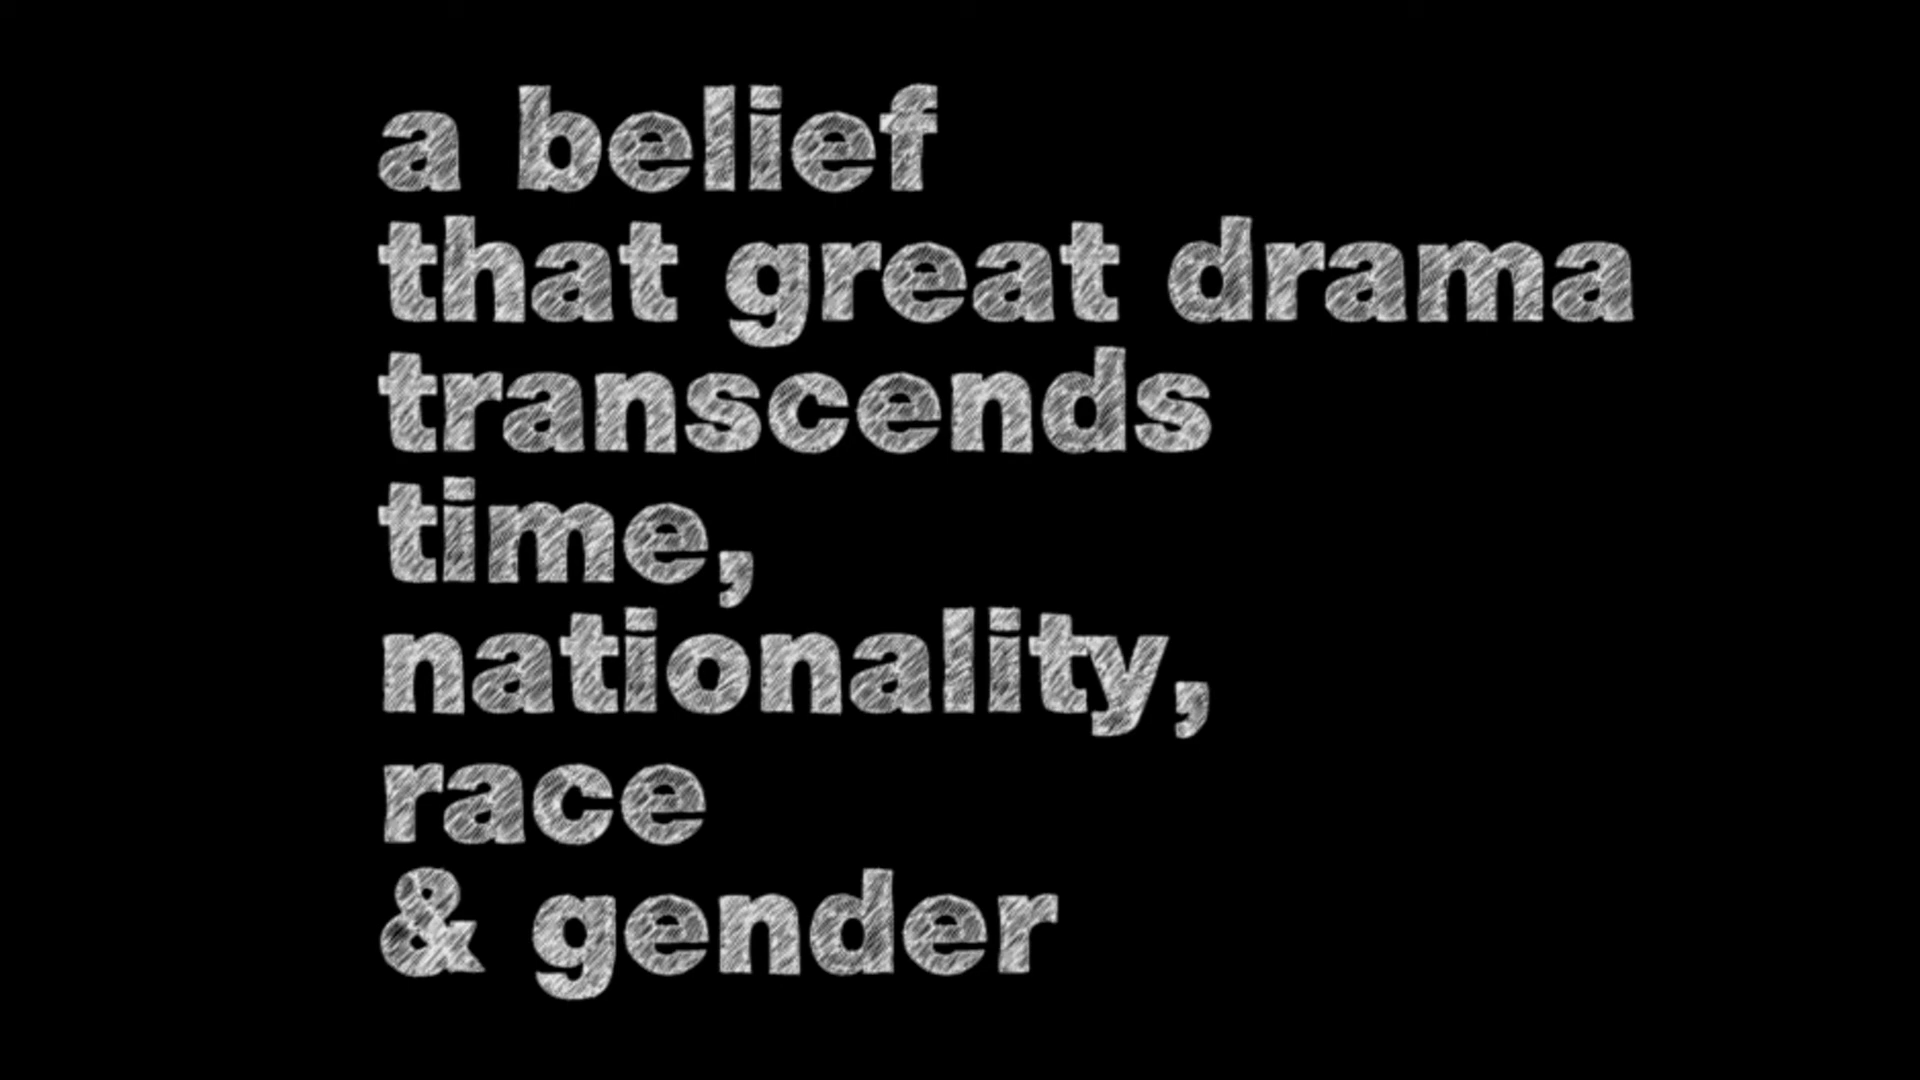 a belief
that great drama
transcends
time,
nationality,
race
& gender